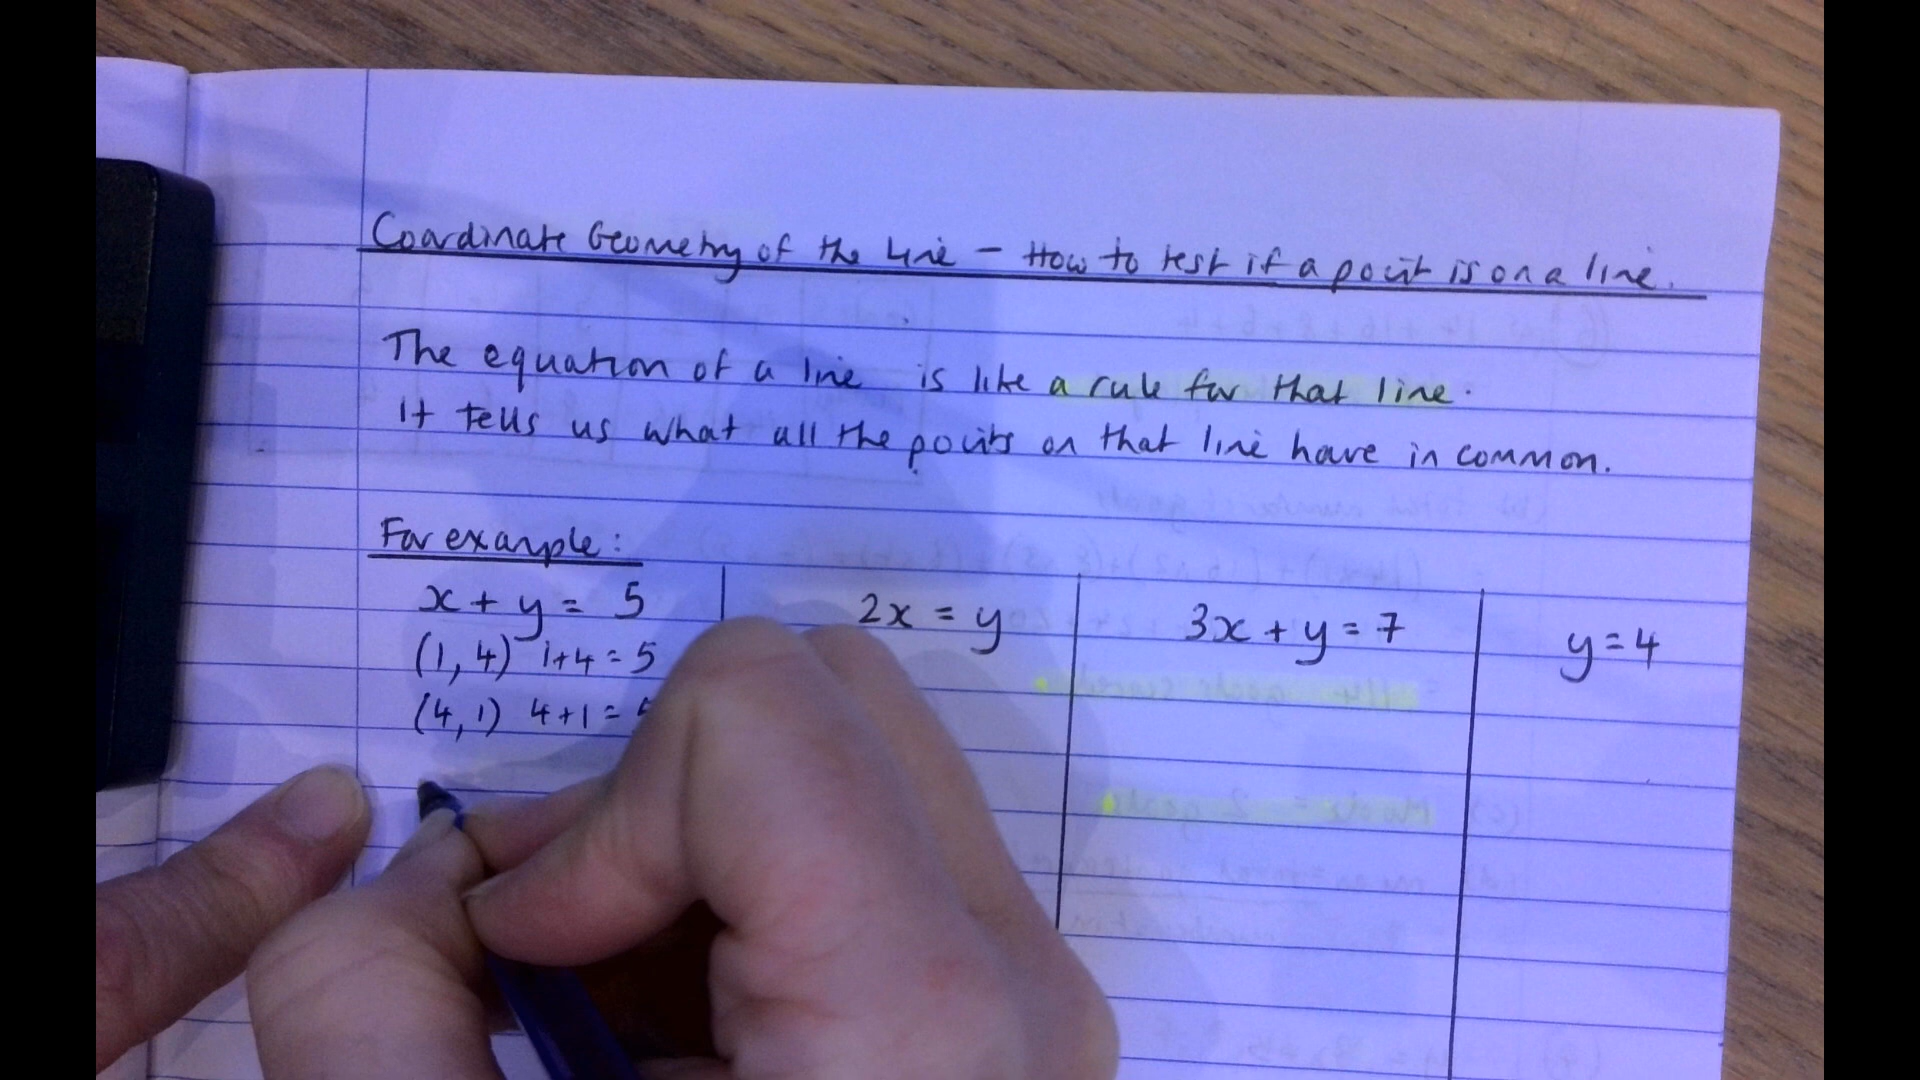 Coordinate Geometry of the Line - How to test if a point is on a line.
The equation of a line is like a rule for that line.
It tells us what all the points on that line have in common.
For example:
x + y = 5
(1, 4) 1+4 = 5
(4, 1) 4+1 =
2x = y
3x + y = 7
y = 4